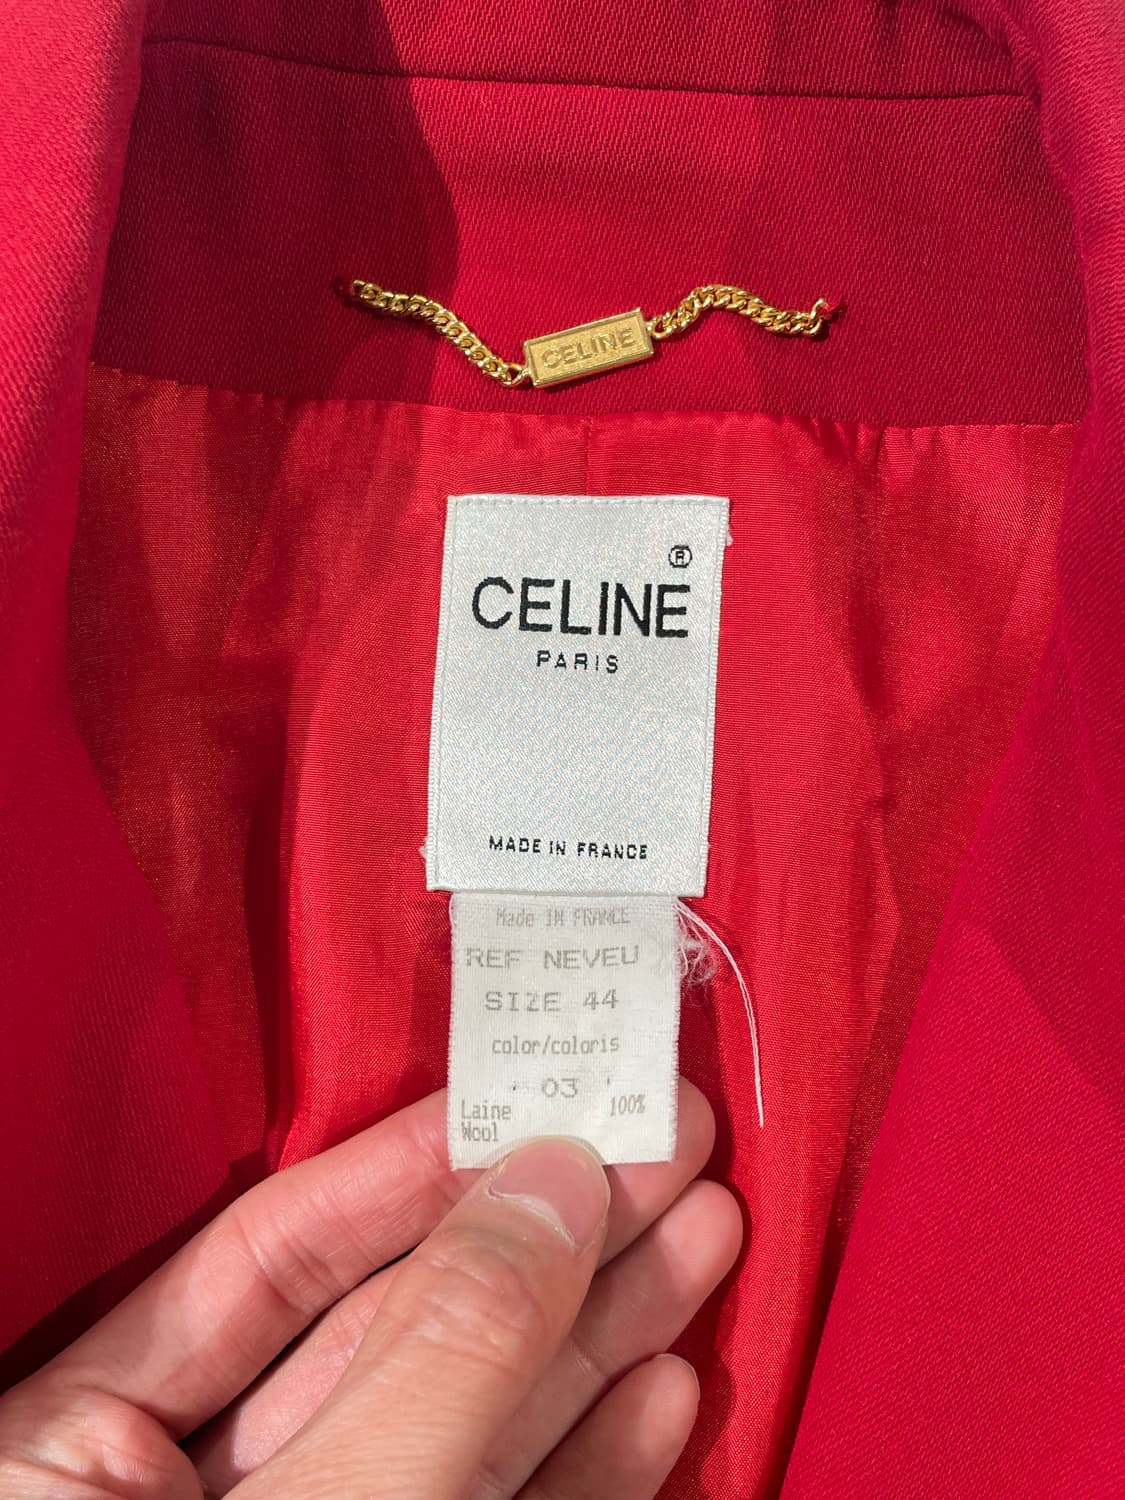 CELINE
®
CELINE
PARIS
MADE IN FRANCE
Made IN FRANCE
REF NEVEU
SIZE 44
color/coloris
03
Laine 100%
Wool